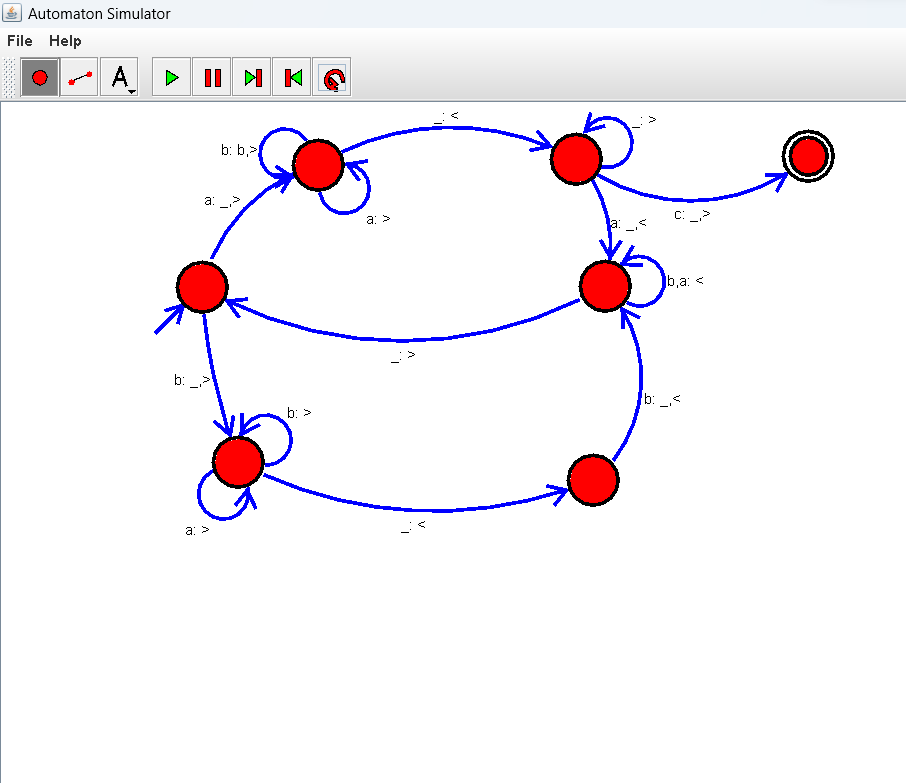 Automaton Simulator
File Help
A
_: <
_: >
b: b,>
a: _,>
a: >
c: _,>
a: _,<
b,a: <
_: >
b: _,>
b: _,<
b: >
a: >
_: <